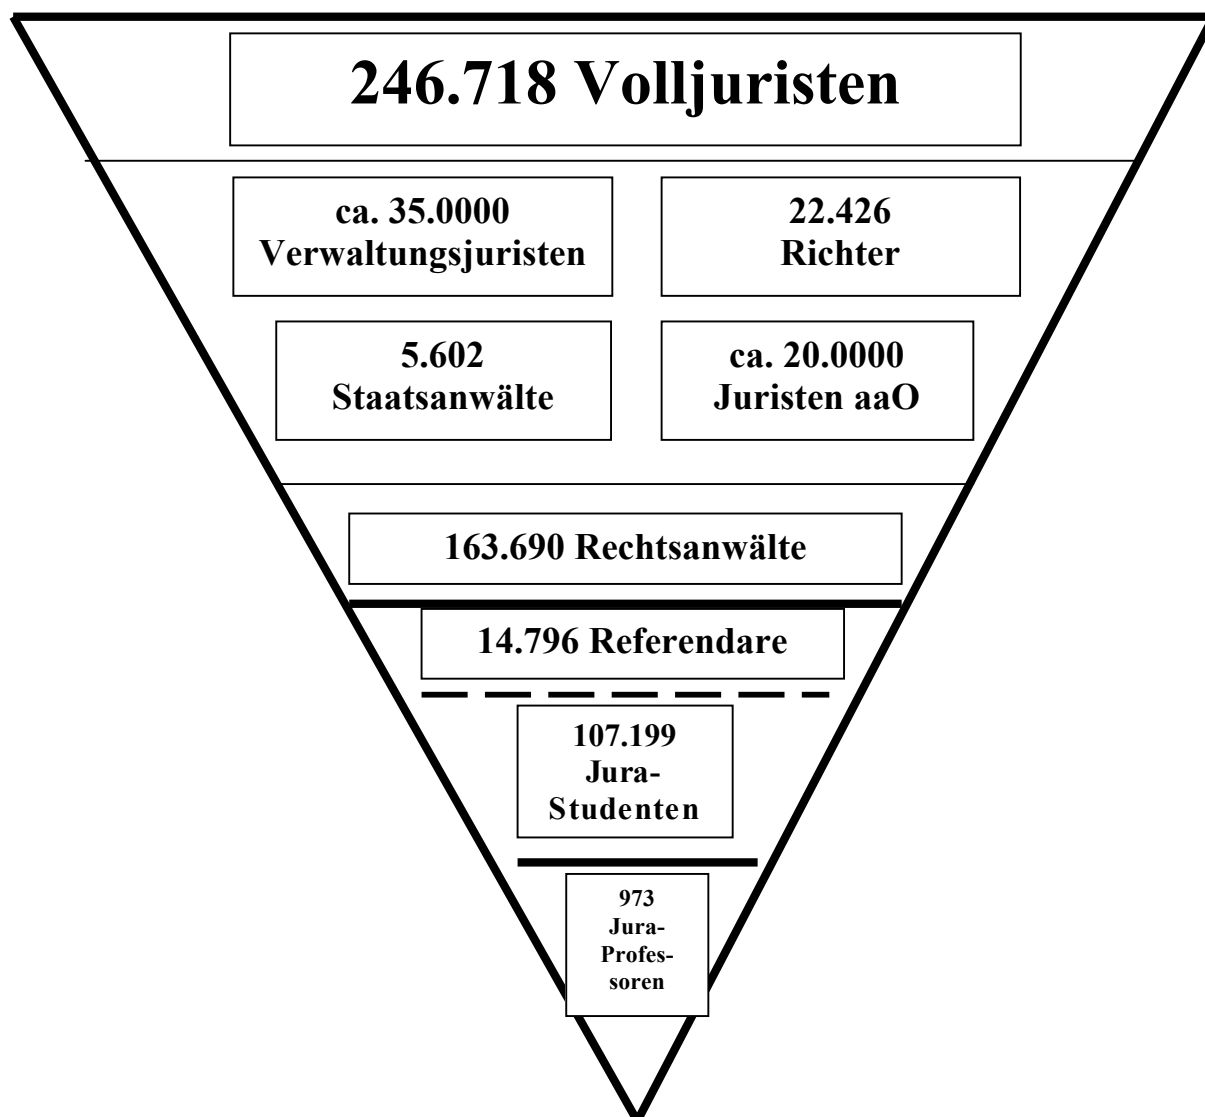 246.718 Volljuristen
ca. 35.0000
Verwaltungsjuristen
22.426
Richter
5.602
Staatsanwälte
ca. 20.0000
Juristen aaO
163.690 Rechtsanwälte
14.796 Referendare
107.199
Jura-
Studenten
973
Jura-
Profes-
soren